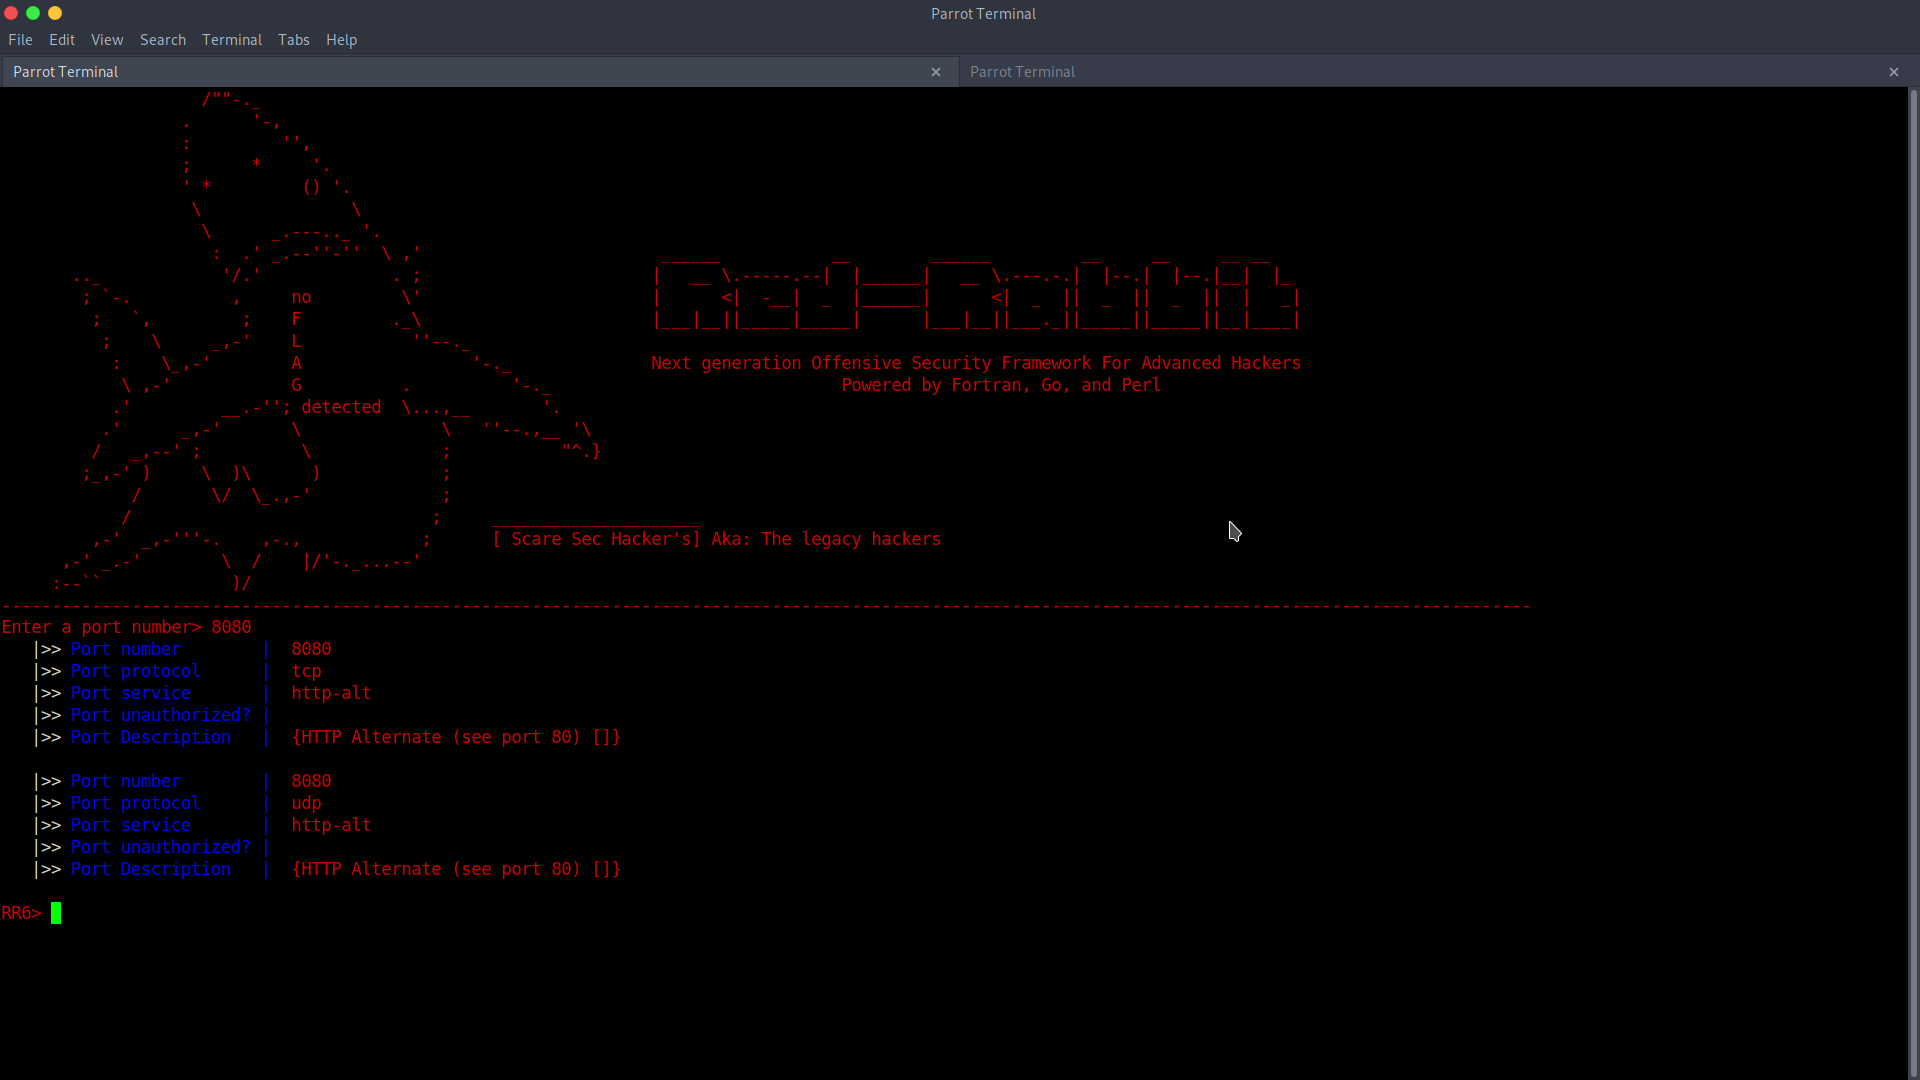 Parrot Terminal
File Edit View Search Terminal Tabs Help
Parrot Terminal
Parrot Terminal
no
F
L
A
G
detected
Red-Rabbit
Next generation Offensive Security Framework For Advanced Hackers
Powered by Fortran, Go, and Perl
[ Scare Sec Hacker's] Aka: The legacy hackers
Enter a port number> 8080
|>> Port number | 8080
|>> Port protocol | tcp
|>> Port service | http-alt
|>> Port unauthorized? |
|>> Port Description | {HTTP Alternate (see port 80) []}
|>> Port number | 8080
|>> Port protocol | udp
|>> Port service | http-alt
|>> Port unauthorized? |
|>> Port Description | {HTTP Alternate (see port 80) []}
RR6>